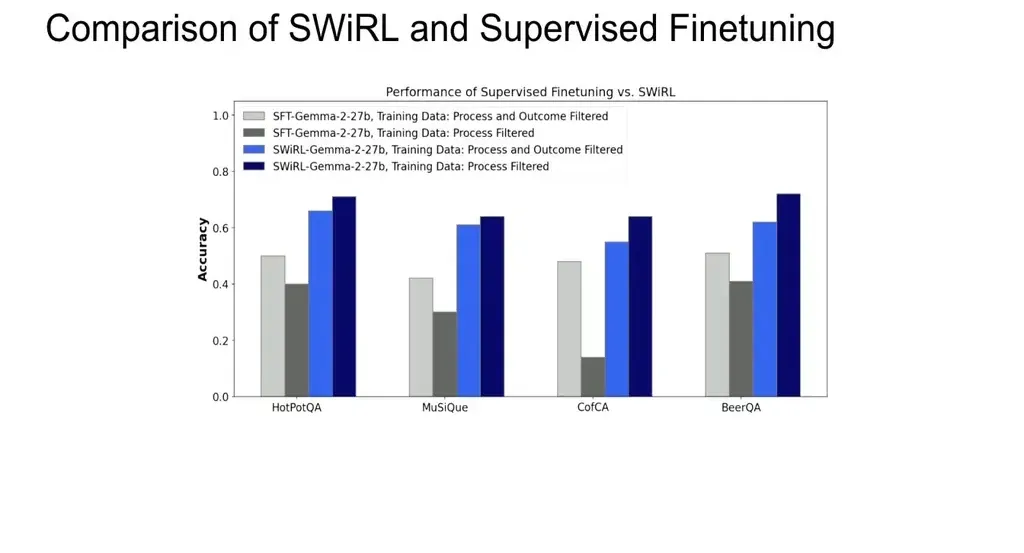 Comparison of SWiRL and Supervised Finetuning
Performance of Supervised Finetuning vs. SWiRL
SFT-Gemma-2-27b, Training Data: Process and Outcome Filtered
SFT-Gemma-2-27b, Training Data: Process Filtered
SWiRL-Gemma-2-27b, Training Data: Process and Outcome Filtered
SWiRL-Gemma-2-27b, Training Data: Process Filtered
Accuracy
1.0
0.8
0.6
0.4
0.2
0.0
HotPotQA MuSiQue CofCA BeerQA